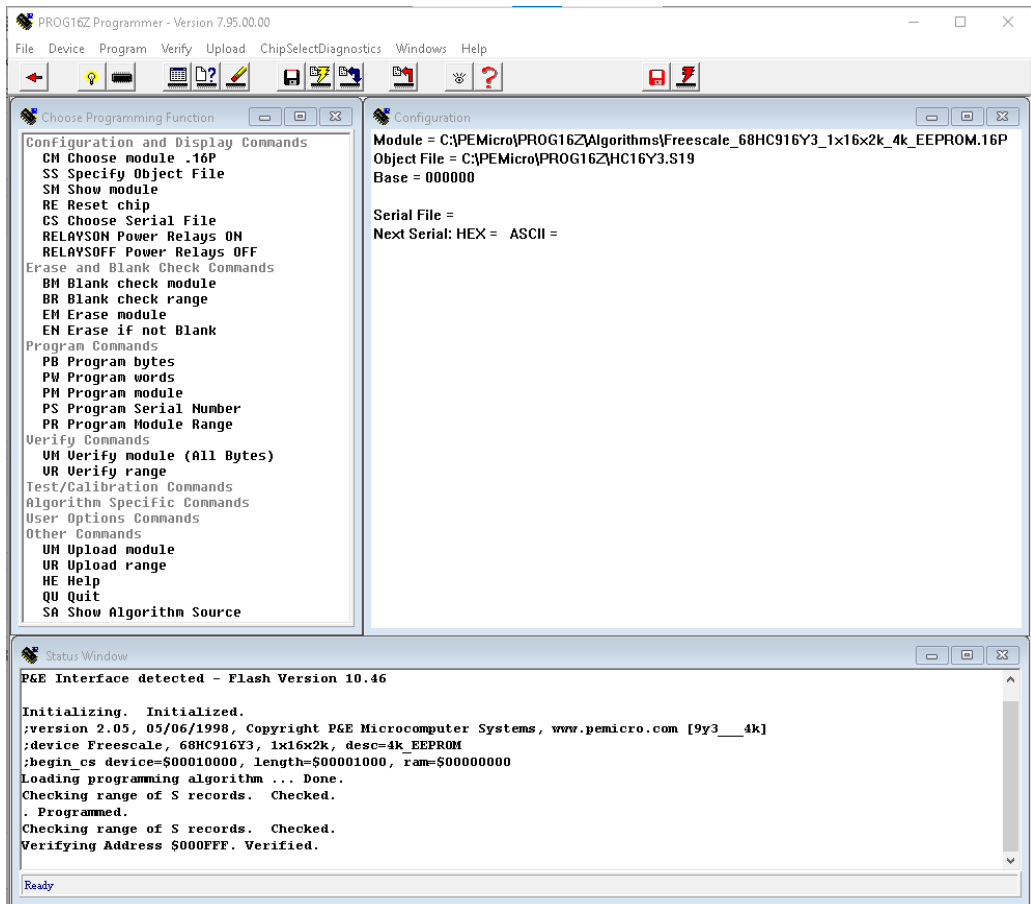 PROG16Z Programmer - Version 7.95.00.00
File Device Program Verify Upload ChipSelectDiagnostics Windows Help
Choose Programming Function
Configuration and Display Commands
CM Choose module .16P
SS Specify Object File
SM Show module
RE Reset chip
CS Choose Serial File
RELAYSON Power Relays ON
RELAYSOFF Power Relays OFF
Erase and Blank Check Commands
BM Blank check module
BR Blank check range
EM Erase module
EN Erase if not Blank
Program Commands
PB Program bytes
PW Program words
PM Program module
PS Program Serial Number
PR Program Module Range
Verify Commands
VM Verify module (All Bytes)
VR Verify range
Test/Calibration Commands
Algorithm Specific Commands
User Options Commands
Other Commands
UM Upload module
UR Upload range
HE Help
QU Quit
SA Show Algorithm Source
Configuration
Module = C:\PEMicro\PROG16Z\Algorithms\Freescale_68HC916Y3_1x16x2k_4k_EEPROM.16P
Object File = C:\PEMicro\PROG16Z\HC16Y3.S19
Base = 000000
Serial File =
Next Serial: HEX = ASCII =
Status Window
P&E Interface detected - Flash Version 10.46
Initializing. Initialized.
;version 2.05, 05/06/1998, Copyright P&E Microcomputer Systems, www.pemicro.com [9y3___4k]
;device Freescale, 68HC916Y3, 1x16x2k, desc=4k_EEPROM
;begin_cs device=$00010000, length=$00001000, ram=$00000000
Loading programming algorithm ... Done.
Checking range of S records. Checked.
. Programmed.
Checking range of S records. Checked.
Verifying Address $000FFF. Verified.
Ready